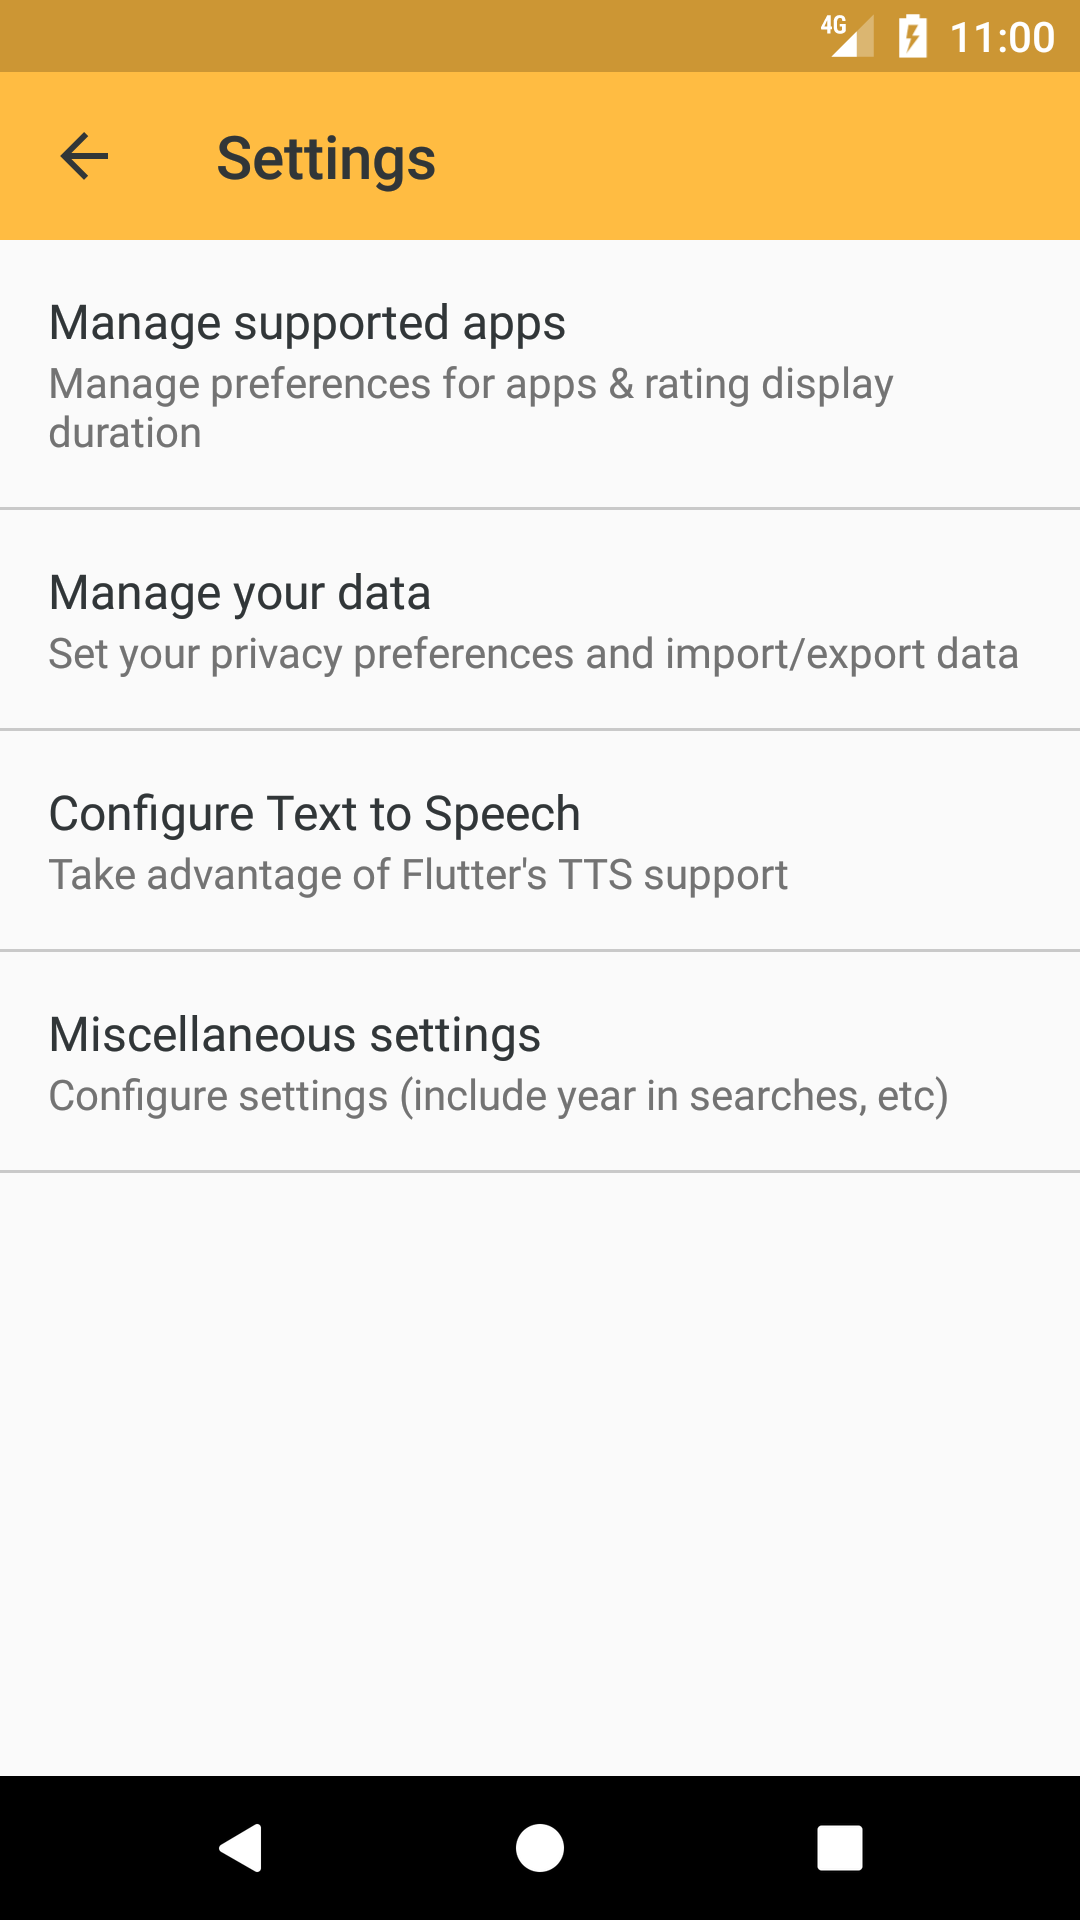 4G 11:00
Settings
Manage supported apps
Manage preferences for apps & rating display
duration
Manage your data
Set your privacy preferences and import/export data
Configure Text to Speech
Take advantage of Flutter's TTS support
Miscellaneous settings
Configure settings (include year in searches, etc)